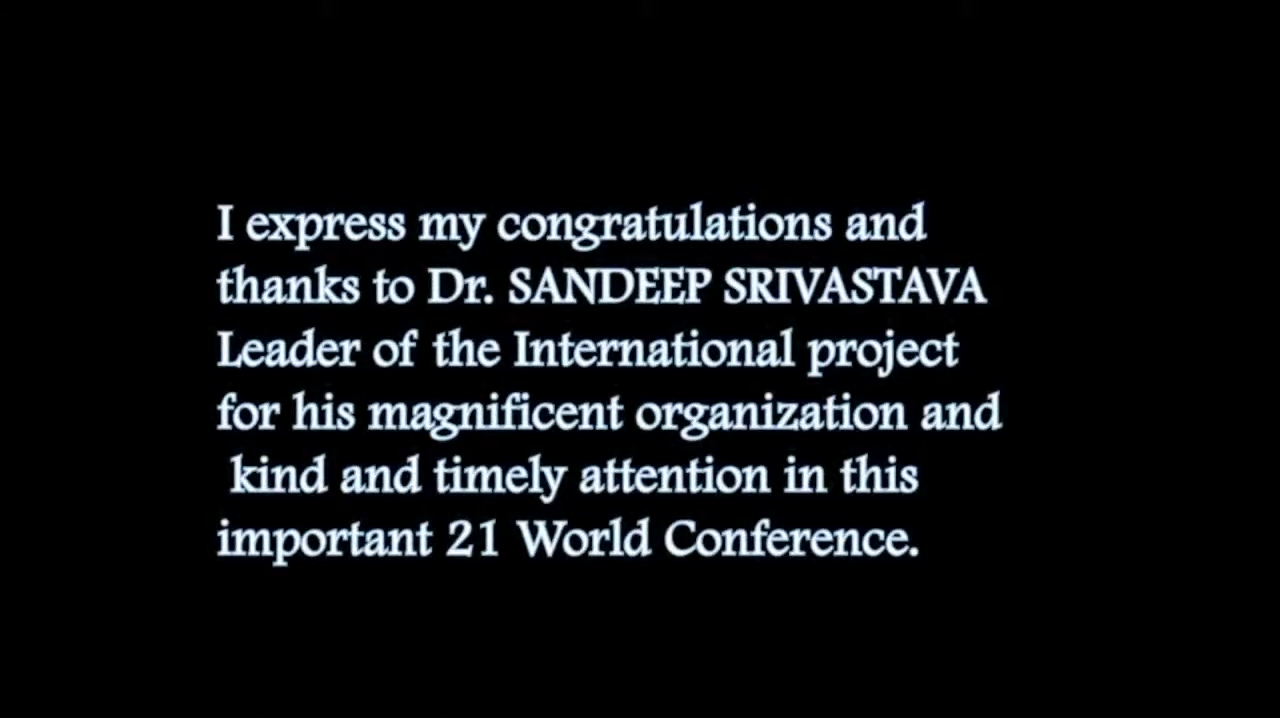 I express my congratulations and
thanks to Dr. SANDEEP SRIVASTAVA
Leader of the International project
for his magnificent organization and
kind and timely attention in this
important 21 World Conference.